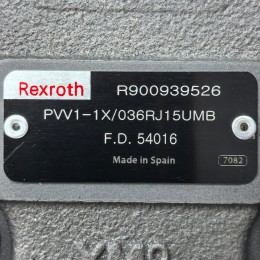 Rexroth R900939526
PVV1-1X/036RJ15UMB
F.D. 54016
Made in Spain 7082